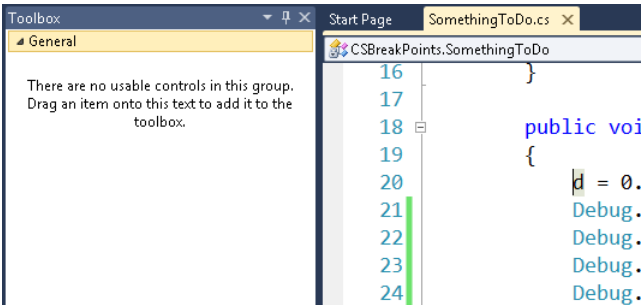 Toolbox
General
There are no usable controls in this group.
Drag an item onto this text to add it to the
toolbox.
Start Page SomethingToDo.cs
CSBreakPoints.SomethingToDo
16 }
17
18 public voi
19 {
20 d = 0.
21 Debug.
22 Debug.
23 Debug.
24 Debug.